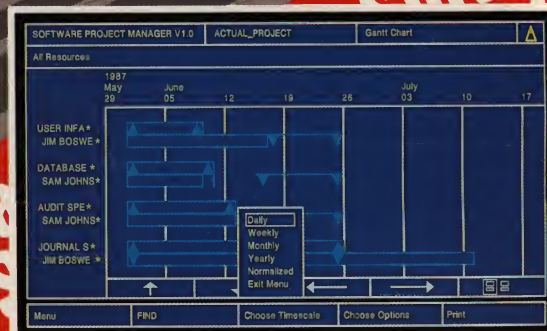 SOFTWARE PROJECT MANAGER V1.0 ACTUAL_PROJECT Gantt Chart
All Resources
1987
May June July
29 05 12 19 26 03 10 17
USER INFA*
JIM BOSWE *
DATABASE *
SAM JOHNS*
AUDIT SPE*
SAM JOHNS*
JOURNAL S*
JIM BOSWE *
Daily
Weekly
Monthly
Yearly
Normalized
Exit Menu
Menu FIND Choose Timescale Choose Options Print